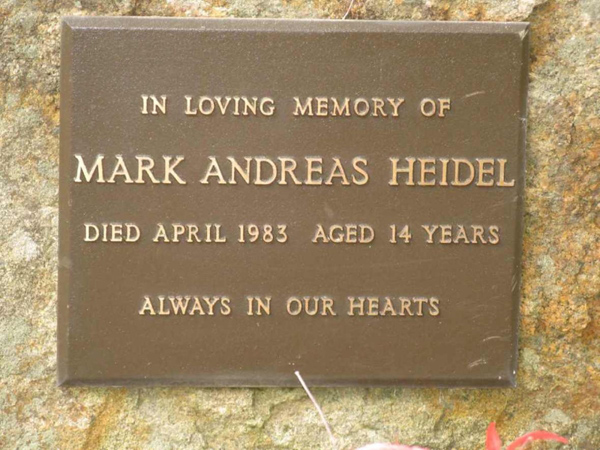 IN LOVING MEMORY OF
MARK ANDREAS HEIDEL
DIED APRIL 1983 AGED 14 YEARS
ALWAYS IN OUR HEARTS